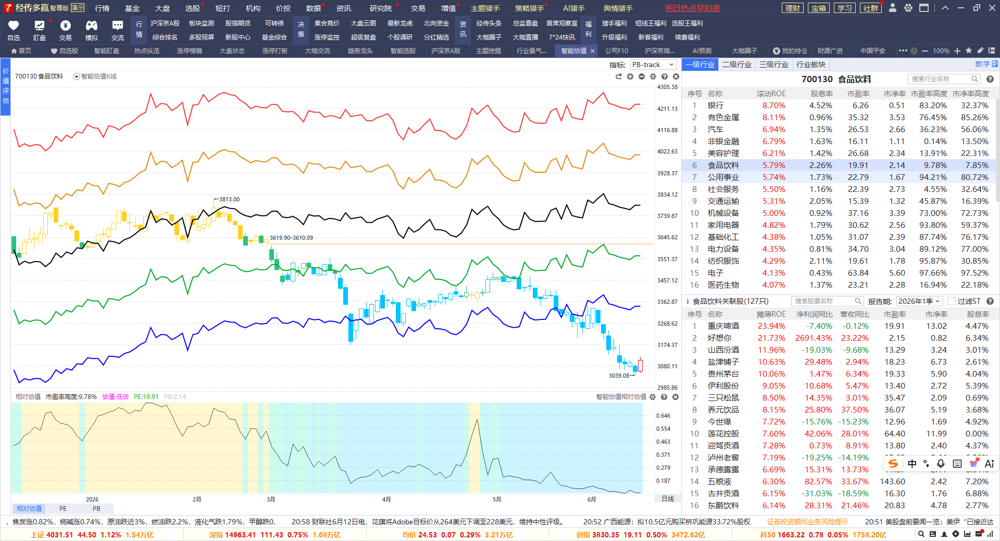 经传多赢 智尊版 演示 行情 基金 大盘 选股 短打 机构 价投 数据 资讯 研究院 交易 增值 主题猎手 策略猎手 AI猎手 舆情猎手 明日热点早知道 理财 宝箱 学习 社群
自选 盯盘 交易 模拟 交流
行情 沪深京A股 板块监测 股指期货 可转债 决策 集合竞价 大盘云图 最新龙虎 北向资金 资讯 经传头条 总监看盘 首席观察室 福利 猎手福利 短线王福利 选股王福利
综合排名 多股同屏 新股中心 基金综合 涨停监控 超级复盘 个股调研 分红精选 大咖圈子 大咖直播 7*24快讯 升级福利 新客福利 续费福利
首页 自选股 智能盯盘 热点纵览 涨停棱镜 大盘状态 涨停打板 大咖交流 趋势龙头 智能选股 沪深京A股 主题挖掘 行业景气... 智能估值 × 公司F10 沪深京指... AI预测 大咖圈子 我的持仓 财源广进 中国平安 ••• 100%
价值评估
指标: PB-track
700130 食品饮料 智能估值K线
4305.38
4211.13
4116.88
4022.63
3928.37
3834.12
3739.87
3645.62
3551.37
3457.12
3362.87
3268.62
3174.37
3080.11
2985.86
3813.00
3619.90-3610.09
3039.08
相对估值 市盈率高度:9.78% 估值:低估 PE:19.91 PB:2.14 智能估值相对估值
0.646
0.554
0.463
0.371
0.279
0.187
2026 2月 3月 4月 5月 6月 日线
相对估值 PE PB
一级行业 二级行业 三级行业 行业板块 教学
700130 食品饮料 搜索行业名称
序号 名称 滚动ROE 股息率 市盈率 市净率 市盈率高度 市净率高度
1 银行 8.70% 4.52% 6.26 0.51 83.20% 32.37%
2 有色金属 8.11% 0.96% 35.32 3.53 76.45% 85.26%
3 汽车 6.94% 1.35% 26.53 2.66 36.23% 56.06%
4 非银金融 6.79% 1.63% 16.11 1.11 0.14% 13.50%
5 美容护理 6.21% 1.42% 26.68 2.34 13.91% 22.31%
6 食品饮料 5.79% 2.26% 19.91 2.14 9.78% 7.85%
7 公用事业 5.74% 1.73% 22.79 1.67 94.21% 80.72%
8 社会服务 5.50% 1.16% 22.39 2.73 4.55% 32.64%
9 交通运输 5.31% 2.05% 15.39 1.32 45.87% 16.39%
10 机械设备 5.00% 0.92% 37.16 3.39 73.00% 72.73%
11 家用电器 4.82% 1.79% 30.62 2.56 93.80% 59.37%
12 基础化工 4.38% 1.05% 31.07 2.39 87.74% 76.17%
13 电力设备 4.35% 0.81% 34.70 3.04 89.12% 77.00%
14 纺织服饰 4.29% 2.11% 19.61 1.78 95.87% 30.85%
15 电子 4.13% 0.43% 63.84 5.60 97.66% 97.52%
16 医药生物 4.07% 1.37% 23.21 2.28 16.94% 22.18%
食品饮料关联股(127只) 搜索股票名称 报告期: 2026年1季 过滤ST
序号 名称 摊薄ROE 净利润同比 营收同比 市盈率 市净率 股息率
1 重庆啤酒 23.94% -7.40% -0.12% 19.91 13.02 4.47%
2 好想你 21.73% 2691.43% 23.22% 2.15 0.82 6.34%
3 山西汾酒 11.96% -19.03% -9.68% 13.29 3.24 3.01%
4 盐津铺子 10.63% 29.48% 2.94% 18.23 6.73 2.61%
5 贵州茅台 10.06% 1.47% 6.34% 19.33 5.90 4.04%
6 伊利股份 9.05% 10.68% 5.47% 13.40 2.72 5.39%
7 三只松鼠 8.50% 14.35% 3.01% 35.47 2.09 0.69%
8 养元饮品 8.15% 25.80% 37.50% 36.07 5.19 3.68%
9 今世缘 7.72% -15.76% -15.23% 12.96 1.69 4.92%
10 莲花控股 7.60% 42.06% 28.01% 64.40 11.99 0.00%
11 迎驾贡酒 7.28% 0.73% 8.91% 13.80 2.40 4.37%
12 泸州老窖 7.19% -19.25% -14.19%
13 承德露露 6.69% 15.31% 13.73%
14 五粮液 6.30% 82.57% 33.67% 143.60 2.42 7.20%
15 古井贡酒 6.15% -31.03% -18.59% 16.30 1.76 6.88%
16 东鹏饮料 6.14% 28.31% 21.46% 20.83 4.78 2.77%
中 Ai
，焦炭涨0.82%，烧碱涨0.74%，原油跌近3%，燃油跌2.2%，液化气跌1.79%，甲醇跌0. 20:58 财联社6月12日电，花旗将Adobe目标价从264美元下调至228美元，维持中性评级。 20:52 广西能源：拟10.5亿元购买桥巩能源33.72%股权 证券投资顾问业务风险提示 20:51 美股盘前要闻一览：美伊“已接近达
上证 4031.51 44.50 1.12% 1.54万亿 深指 14963.41 111.43 0.75% 1.68万亿 均价 24.53 0.07 0.29% 3.21万亿 创指 3830.35 19.11 0.50% 3472.62亿 科50 1663.22 0.78 0.05% 1758.20亿